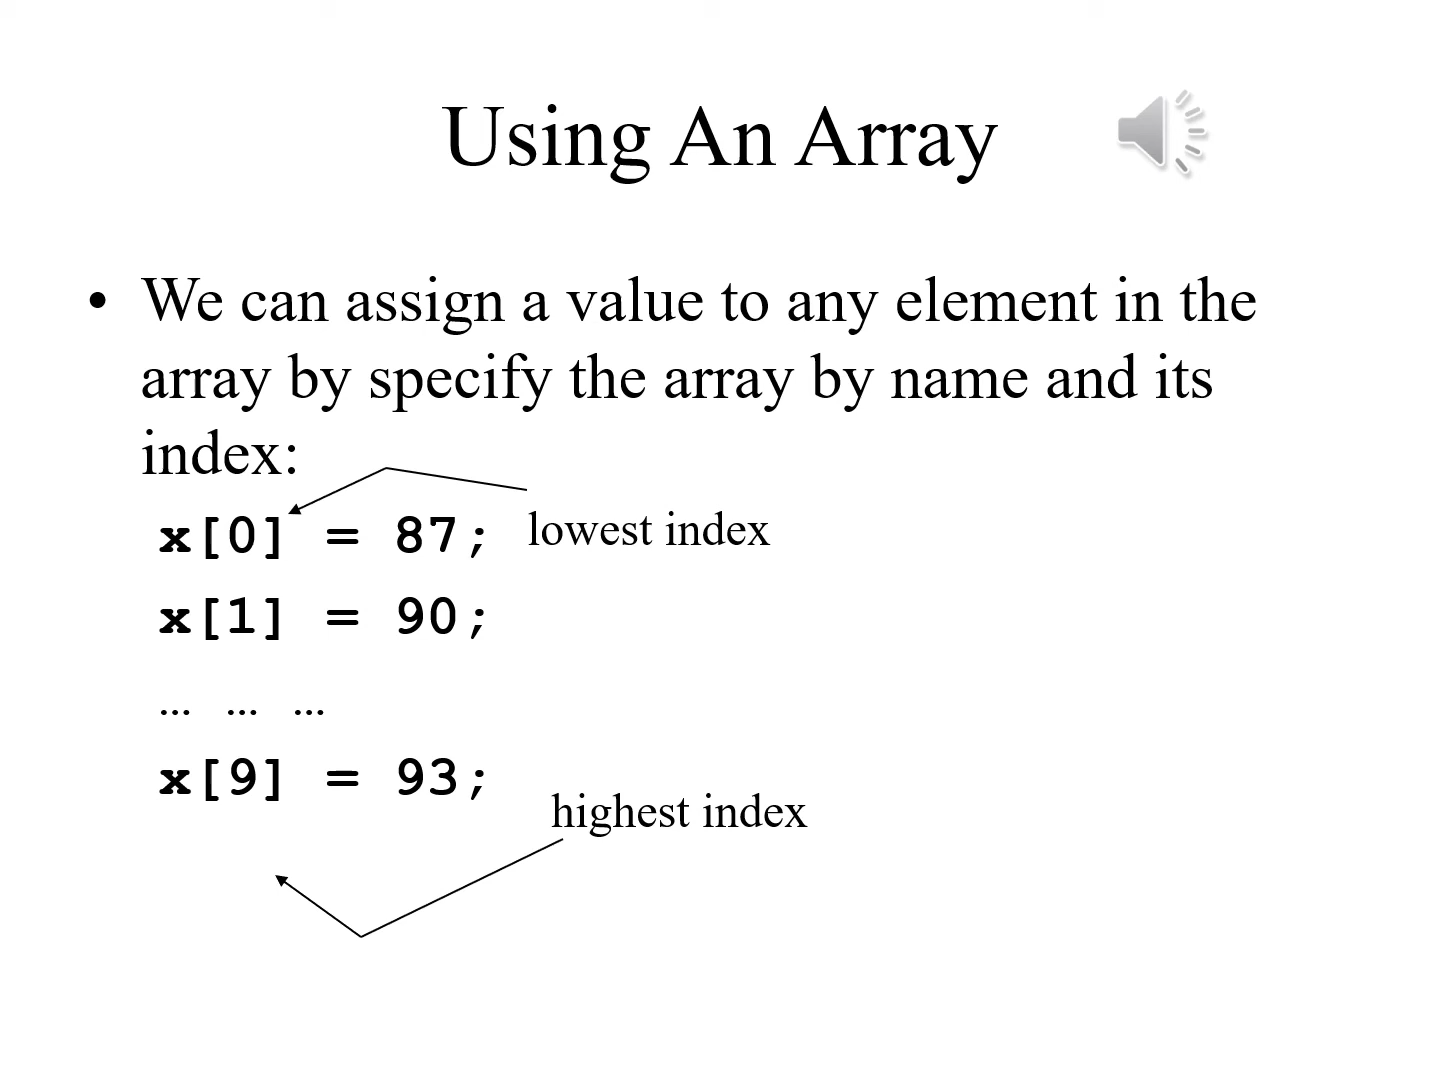 Using An Array
• We can assign a value to any element in the
array by specify the array by name and its
index:
x[0] = 87;
lowest index
x[1] = 90;
… … …
x[9] = 93;
highest index